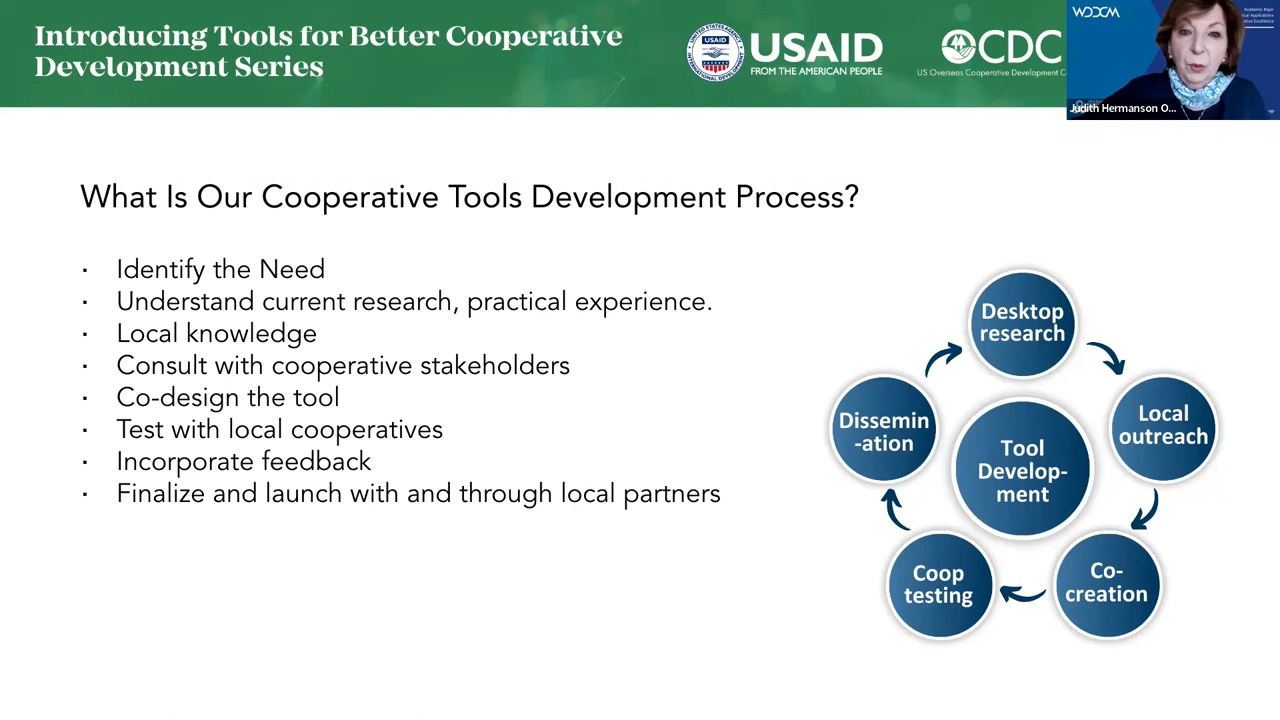 Introducing Tools for Better Cooperative
Development Series
USAID
FROM THE AMERICAN PEOPLE
OCDC
US Overseas Cooperative Development C
Judith Hermanson O...
What Is Our Cooperative Tools Development Process?
· Identify the Need
· Understand current research, practical experience.
· Local knowledge
· Consult with cooperative stakeholders
· Co-design the tool
· Test with local cooperatives
· Incorporate feedback
· Finalize and launch with and through local partners
Desktop
research
Local
outreach
Co-
creation
Coop
testing
Dissemin
-ation
Tool
Develop-
ment